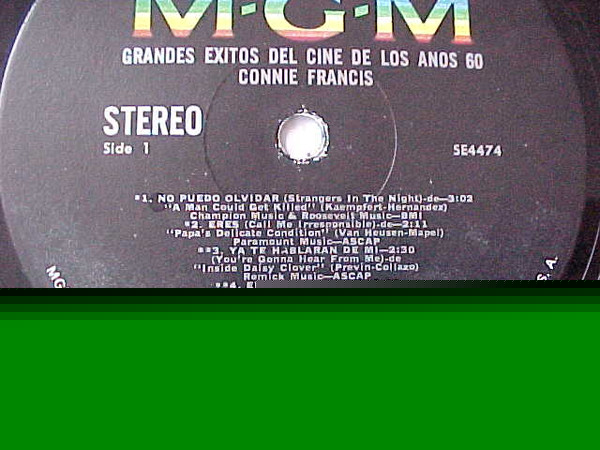 M·G·M
GRANDES EXITOS DEL CINE DE LOS ANOS 60
CONNIE FRANCIS
STEREO
Side 1
SE4474
*1. NO PUEDO OLVIDAR (Strangers In The Night)-de—3:02
"A Man Could Get Killed" (Kaempfert-Hernandez)
Champion Music & Roosevelt Music—BMI
*2. ERES (Call Me Irresponsible)-de—2:11
"Papa's Delicate Condition" (Van Heusen-Mapel)
Paramount Music—ASCAP
**3. YA TE HABLARAN DE MI—2:30
(You're Gonna Hear From Me)-de
"Inside Daisy Clover" (Previn-Collazo)
Remick Music—ASCAP
**4. E
MG
S. A.